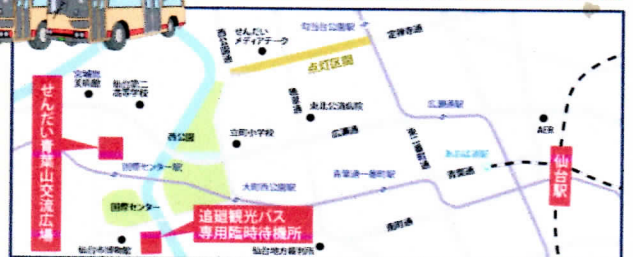 せんだい
メディアテーク
勾当台公園駅
定禅寺通
西公園通
点灯区間
宮城県
美術館
仙台第二
高等学校
せんだい青葉山交流広場
西公園
立町小学校
晩翠通
東北公済病院
広瀬通
広瀬通駅
東二番丁通
AER
あおば通駅
青葉通
仙台駅
国際センター駅
青葉通一番町駅
大町西公園駅
国際センター
追廻観光バス
専用臨時待機所
南町通
仙台市博物館
仙台地方裁判所